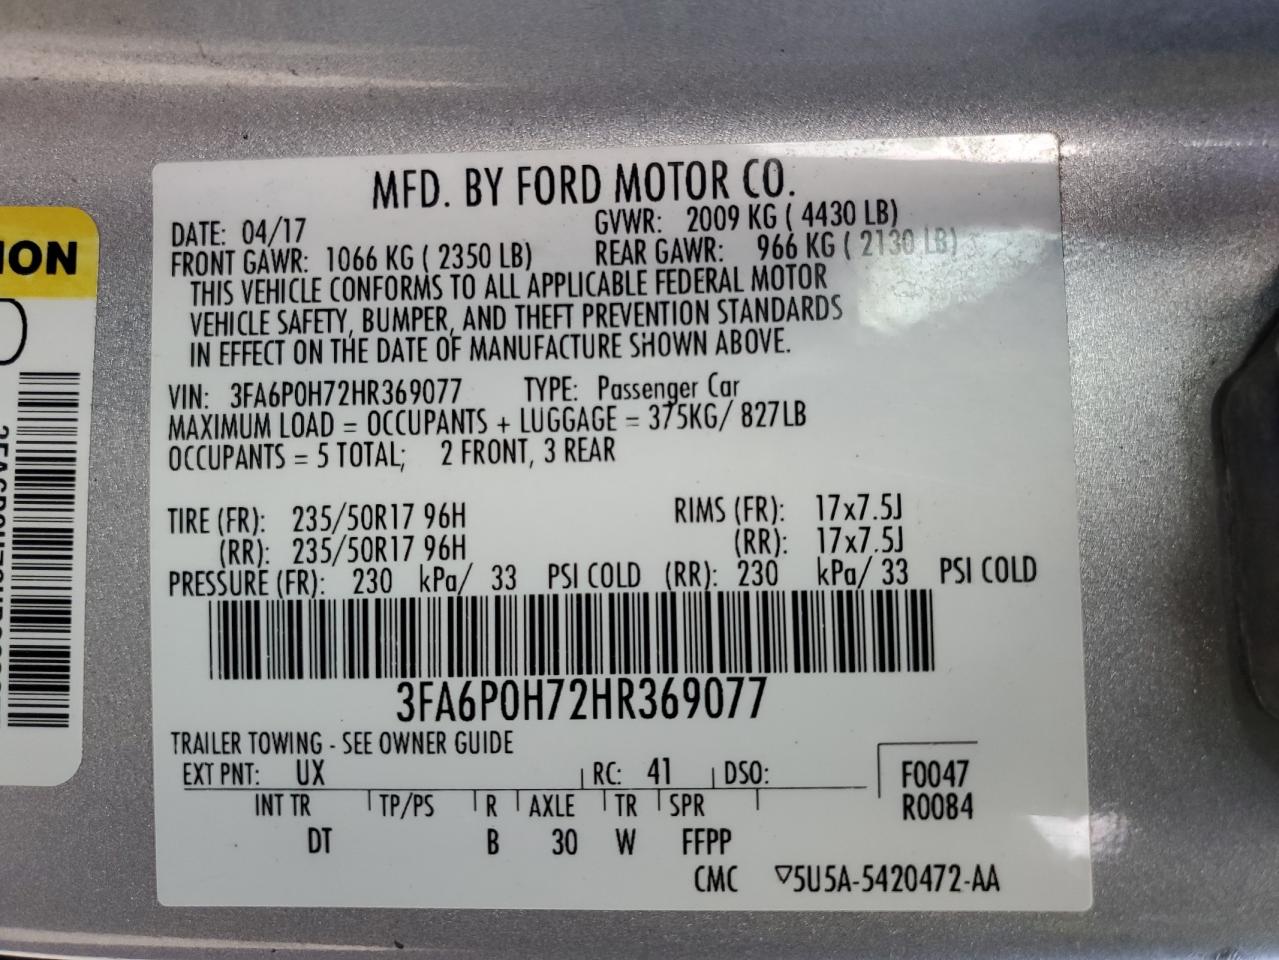 MFD. BY FORD MOTOR CO.
DATE: 04/17 GVWR: 2009 KG ( 4430 LB)
FRONT GAWR: 1066 KG ( 2350 LB) REAR GAWR: 966 KG ( 2130 LB)
THIS VEHICLE CONFORMS TO ALL APPLICABLE FEDERAL MOTOR
VEHICLE SAFETY, BUMPER, AND THEFT PREVENTION STANDARDS
IN EFFECT ON THE DATE OF MANUFACTURE SHOWN ABOVE.
VIN: 3FA6P0H72HR369077 TYPE: Passenger Car
MAXIMUM LOAD = OCCUPANTS + LUGGAGE = 375KG/ 827LB
OCCUPANTS = 5 TOTAL; 2 FRONT, 3 REAR
TIRE (FR): 235/50R17 96H RIMS (FR): 17x7.5J
(RR): 235/50R17 96H (RR): 17x7.5J
PRESSURE (FR): 230 kPa/ 33 PSI COLD (RR): 230 kPa/ 33 PSI COLD
3FA6P0H72HR369077
TRAILER TOWING - SEE OWNER GUIDE
EXT PNT: UX RC: 41 DSO: F0047
INT TR TP/PS R AXLE TR SPR R0084
DT B 30 W FFPP
CMC ▽5U5A-5420472-AA
ION